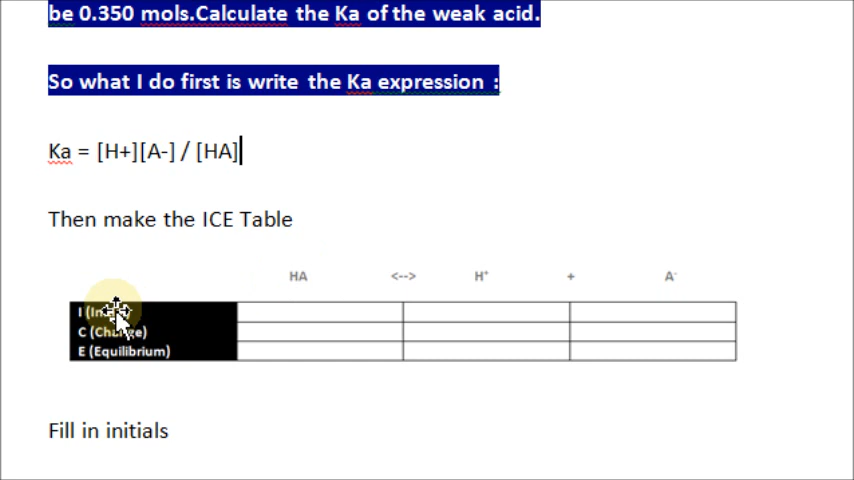 be 0.350 mols.Calculate the Ka of the weak acid.
So what I do first is write the Ka expression :
Ka = [H+][A-] / [HA]
Then make the ICE Table
HA <--> H⁺ + A⁻
I
C (Change)
E (Equilibrium)
Fill in initials